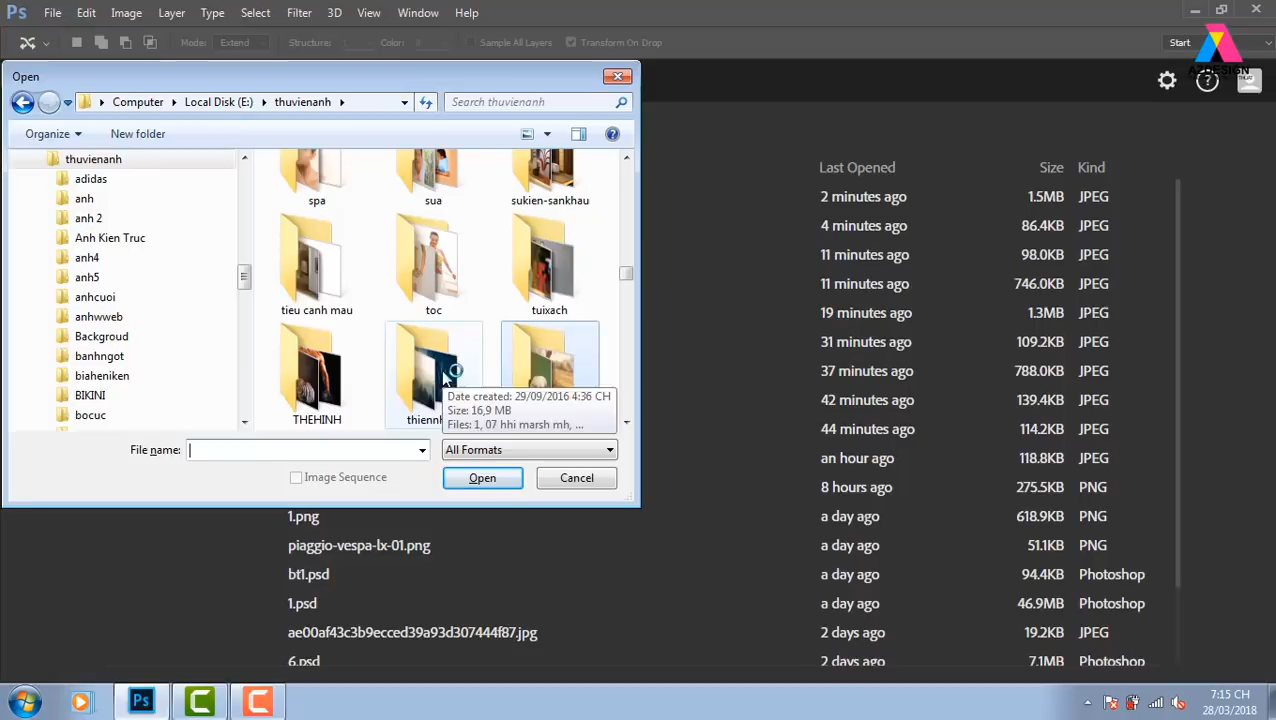 Ps File Edit Image Layer Type Select Filter 3D View Window Help
Mode: Extend Structure: Color: Sample All Layers Transform On Drop Start
AZDESIGN
Open
Computer Local Disk (E:) thuvienanh Search thuvienanh
Organize New folder
thuvienanh
adidas
anh
anh 2
Anh Kien Truc
anh4
anh5
anhcuoi
anhwweb
Backgroud
banhngot
biaheniken
BIKINI
bocuc
spa sua sukien-sankhau
tieu canh mau toc tuixach
THEHINH
Date created: 29/09/2016 4:36 CH
Size: 16,9 MB
Files: 1, 07 hhi marsh mh, ...
File name: All Formats
Image Sequence Open Cancel
Last Opened Size Kind
2 minutes ago 1.5MB JPEG
4 minutes ago 86.4KB JPEG
11 minutes ago 98.0KB JPEG
11 minutes ago 746.0KB JPEG
19 minutes ago 1.3MB JPEG
31 minutes ago 109.2KB JPEG
37 minutes ago 788.0KB JPEG
42 minutes ago 139.4KB JPEG
44 minutes ago 114.2KB JPEG
an hour ago 118.8KB JPEG
8 hours ago 275.5KB PNG
1.png a day ago 618.9KB PNG
piaggio-vespa-lx-01.png a day ago 51.1KB PNG
bt1.psd a day ago 94.4KB Photoshop
1.psd a day ago 46.9MB Photoshop
ae00af43c3b9ecced39a93d307444f87.jpg 2 days ago 19.2KB JPEG
6.psd 2 days ago 7.1MB Photoshop
Ps
7:15 CH
28/03/2018